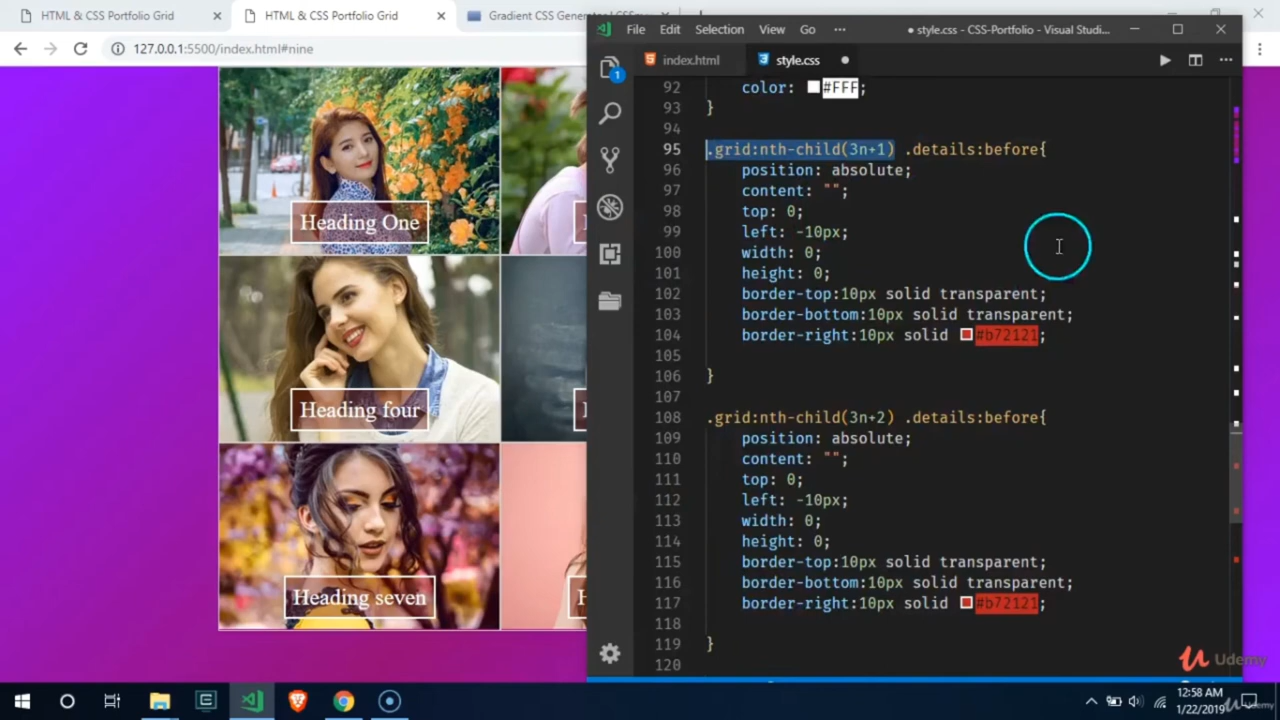 HTML & CSS Portfolio Grid
HTML & CSS Portfolio Grid
127.0.0.1:5500/index.html#nine
Heading One
Heading four
Heading seven
File Edit Selection View Go
● style.css - CSS-Portfolio - Visual Studi...
index.html
style.css
1
92 color: #FFF;
93 }
94
95 .grid:nth-child(3n+1) .details:before{
96 position: absolute;
97 content: "";
98 top: 0;
99 left: -10px;
100 width: 0;
101 height: 0;
102 border-top:10px solid transparent;
103 border-bottom:10px solid transparent;
104 border-right:10px solid #b72121;
105
106 }
107
108 .grid:nth-child(3n+2) .details:before{
109 position: absolute;
110 content: "";
111 top: 0;
112 left: -10px;
113 width: 0;
114 height: 0;
115 border-top:10px solid transparent;
116 border-bottom:10px solid transparent;
117 border-right:10px solid #b72121;
118
119 }
120
Udemy
12:58 AM
1/22/2019
Udemy